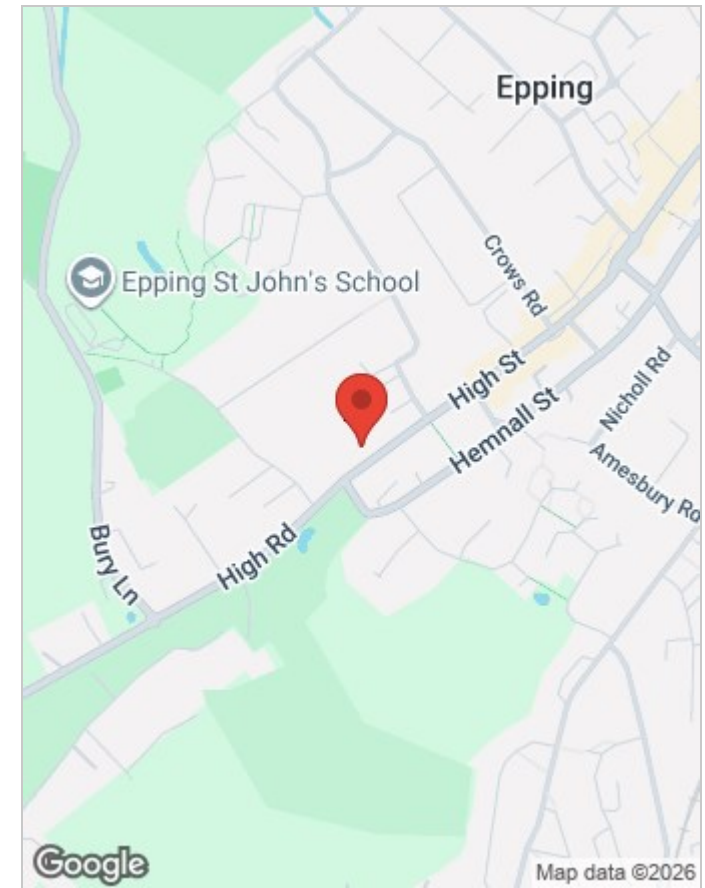 Epping
Crows Rd
Epping St John's School
High St
Nicholl Rd
Hemnall St
Amesbury Rd
High Rd
Bury Ln
Google
Map data ©2026